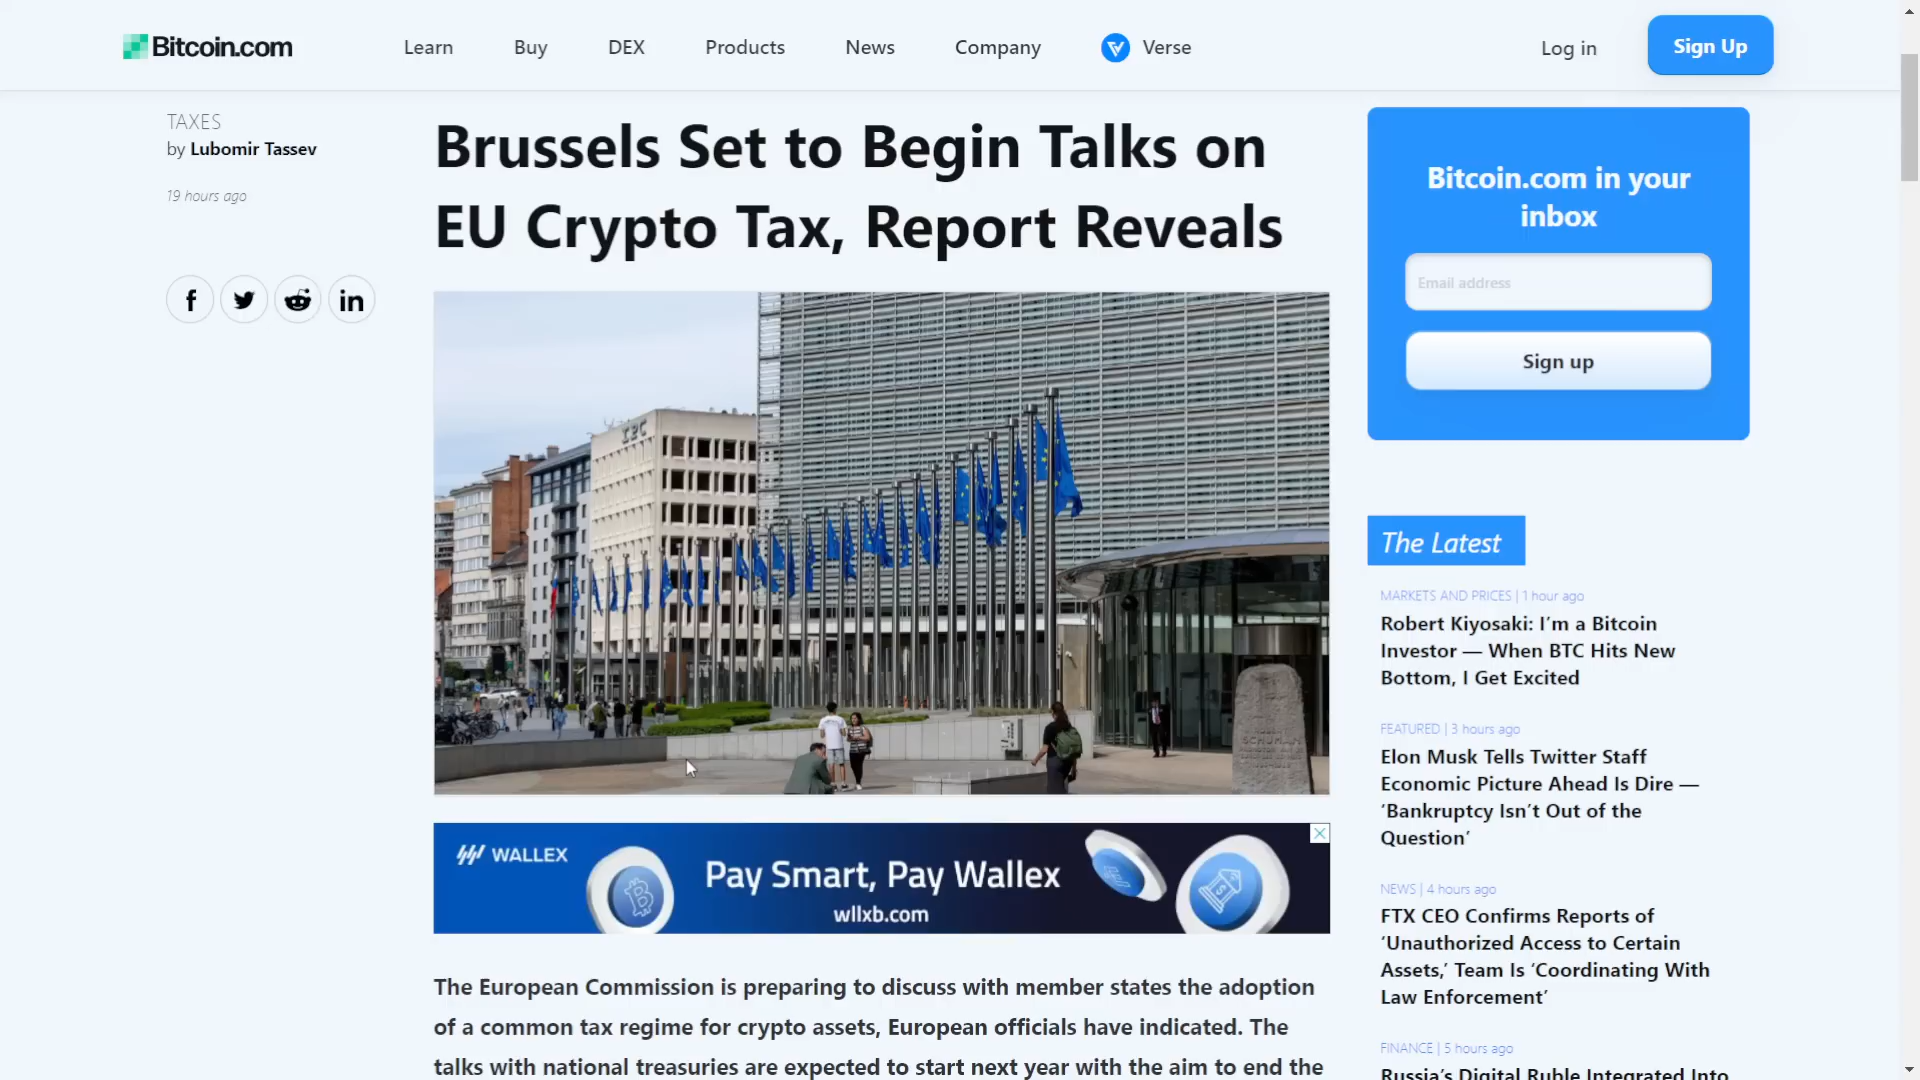 Bitcoin.com
Learn
Buy
DEX
Products
News
Company
Verse
Log in
Sign Up
TAXES
by Lubomir Tassev
19 hours ago
Brussels Set to Begin Talks on
EU Crypto Tax, Report Reveals
IPC
WALLEX
Pay Smart, Pay Wallex
wllxb.com
The European Commission is preparing to discuss with member states the adoption
of a common tax regime for crypto assets, European officials have indicated. The
talks with national treasuries are expected to start next year with the aim to end the
Bitcoin.com in your
inbox
Email address
Sign up
The Latest
MARKETS AND PRICES | 1 hour ago
Robert Kiyosaki: I’m a Bitcoin
Investor — When BTC Hits New
Bottom, I Get Excited
FEATURED | 3 hours ago
Elon Musk Tells Twitter Staff
Economic Picture Ahead Is Dire —
‘Bankruptcy Isn’t Out of the
Question’
NEWS | 4 hours ago
FTX CEO Confirms Reports of
‘Unauthorized Access to Certain
Assets,’ Team Is ‘Coordinating With
Law Enforcement’
FINANCE | 5 hours ago
Russia’s Digital Ruble Integrated Into